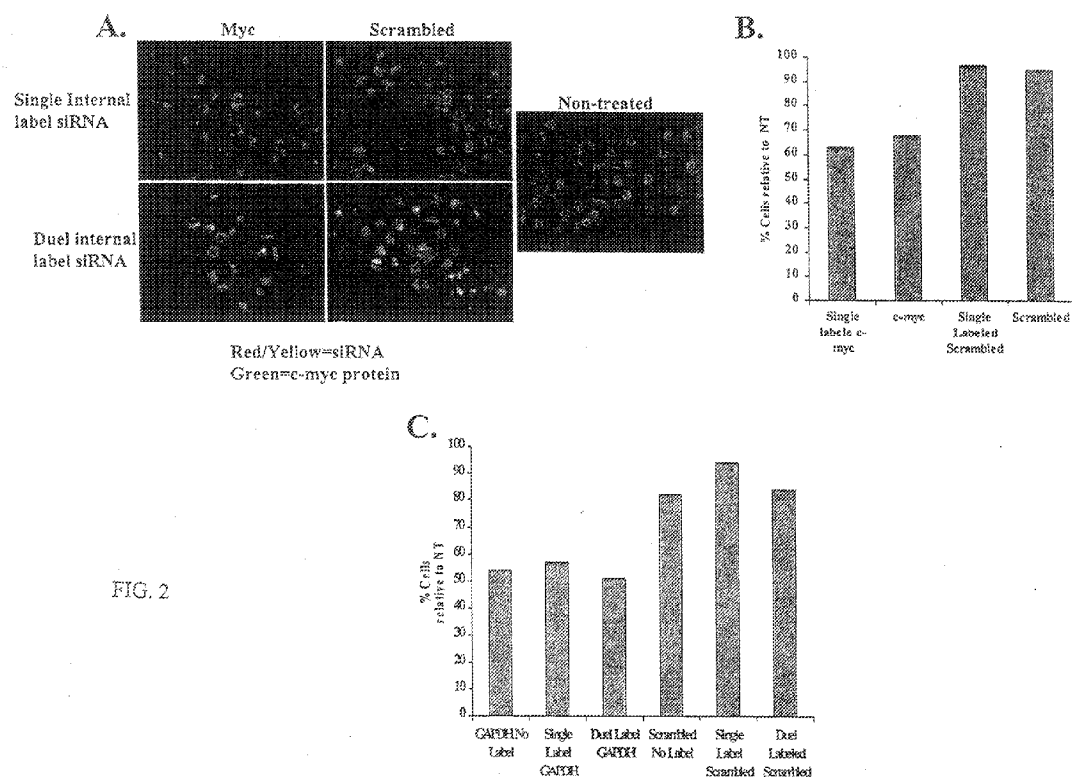 A.
Myc
Scrambled
Single Internal
label siRNA
Non-treated
Duel internal
label siRNA
Red/Yellow=siRNA
Green=c-myc protein
B.
% Cells relative to NT
100
90
80
70
60
50
40
30
20
10
0
Single
labele c-
myc
c-myc
Single
Labeled
Scrambled
Scrambled
C.
% Cells
relative to NT
100
90
80
70
60
50
40
30
20
10
0
GAPDH No
Label
Single
Label
GAPDH
Duel Label
GAPDH
Scrambled
No Label
Single
Label
Scrambled
Duel
Labeled
Scrambled
FIG. 2